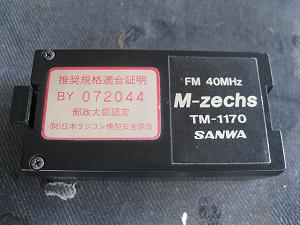 推奨規格適合証明
BY 072044
郵政大臣認定
(財)日本ラジコン模型安全協会
FM 40MHz
M-zechs
TM-1170
SANWA